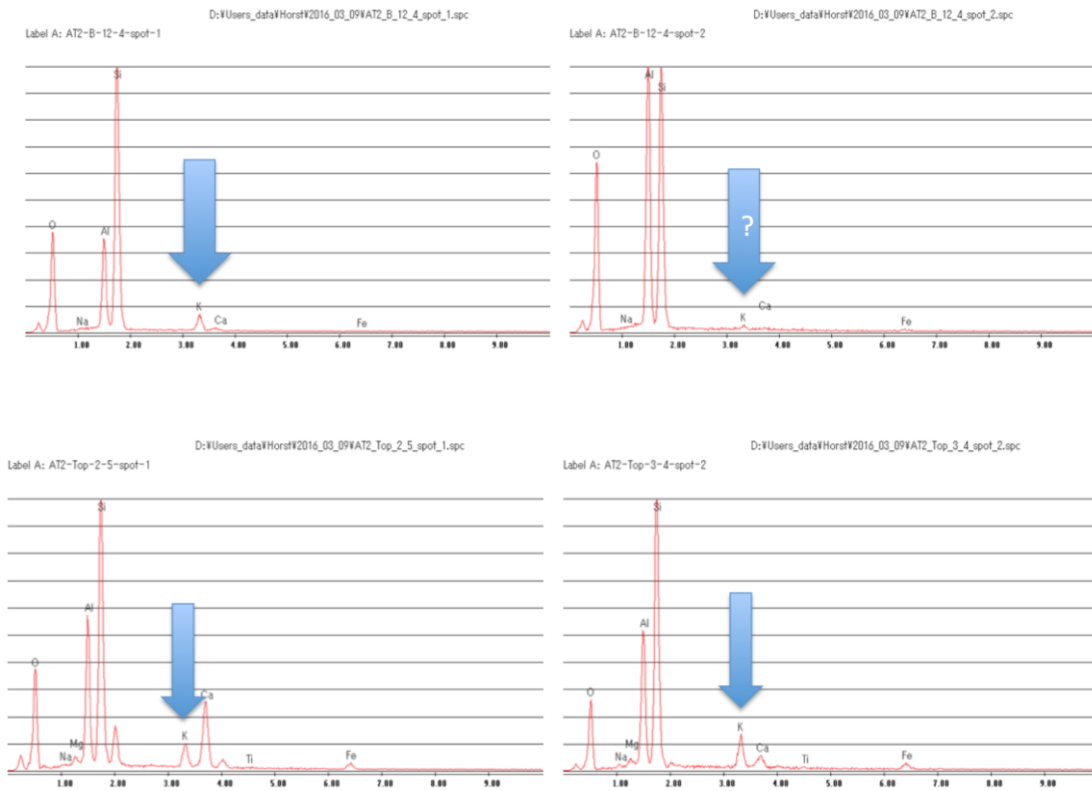 D:¥Users_data¥Horst¥2016_03_09¥AT2_B_12_4_spot_1.spc
Label A: AT2-B-12-4-spot-1
Si
O
Al
K
Na
Ca
Fe
1.00 2.00 3.00 4.00 5.00 6.00 7.00 8.00 9.00
D:¥Users_data¥Horst¥2016_03_09¥AT2_B_12_4_spot_2.spc
Label A: AT2-B-12-4-spot-2
Al
Si
O
?
Ca
K
Na
Fe
1.00 2.00 3.00 4.00 5.00 6.00 7.00 8.00 9.00
D:¥Users_data¥Horst¥2016_03_09¥AT2_Top_2_5_spot_1.spc
Label A: AT2-Top-2-5-spot-1
Si
Al
O
Ca
K
Mg
Na
Ti
Fe
1.00 2.00 3.00 4.00 5.00 6.00 7.00 8.00 9.00
D:¥Users_data¥Horst¥2016_03_09¥AT2_Top_3_4_spot_2.spc
Label A: AT2-Top-3-4-spot-2
Si
Al
O
K
Mg
Ca
Na
Ti
Fe
1.00 2.00 3.00 4.00 5.00 6.00 7.00 8.00 9.00